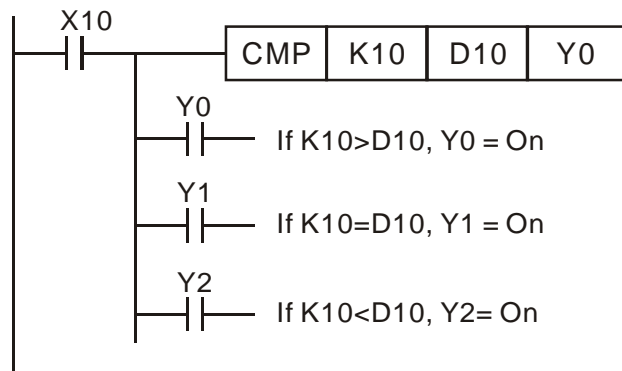 X10
CMP K10 D10 Y0
Y0
If K10>D10, Y0 = On
Y1
If K10=D10, Y1 = On
Y2
If K10<D10, Y2= On